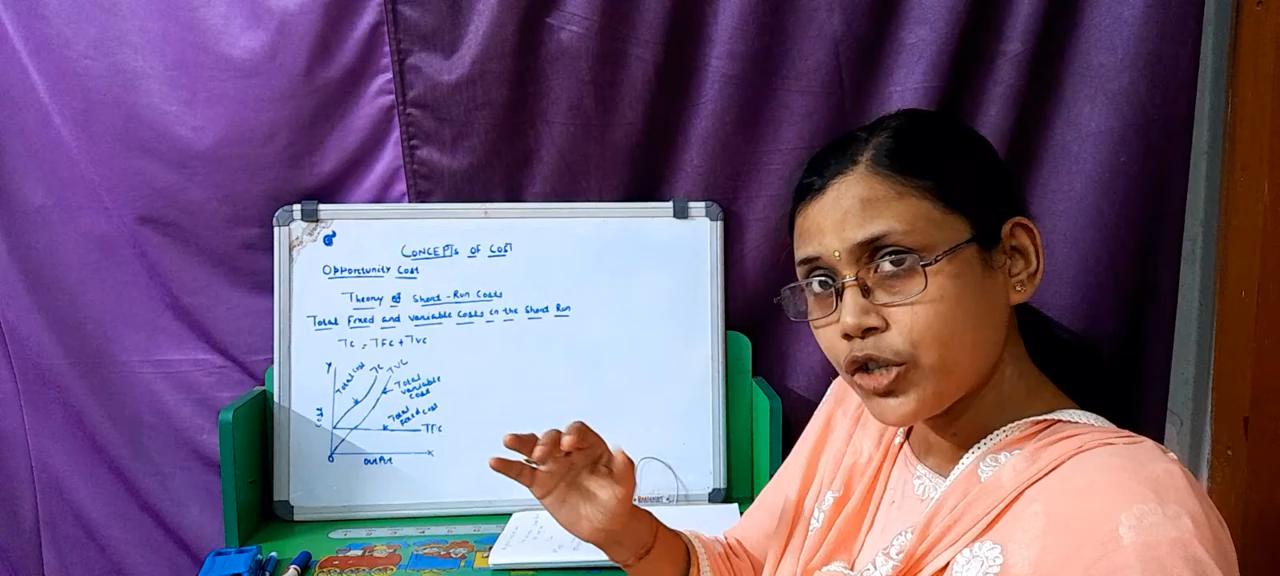 CONCEPTS OF COST
OPPORTUNITY COST
THEORY OF SHORT-RUN COSTS
TOTAL FIXED AND VARIABLE COSTS IN THE SHORT RUN
TC = TFC + TVC
Y
TOTAL COST
TC
TVC
TOTAL VARIABLE COST
TOTAL FIXED COST
TFC
COST
O
OUTPUT
X